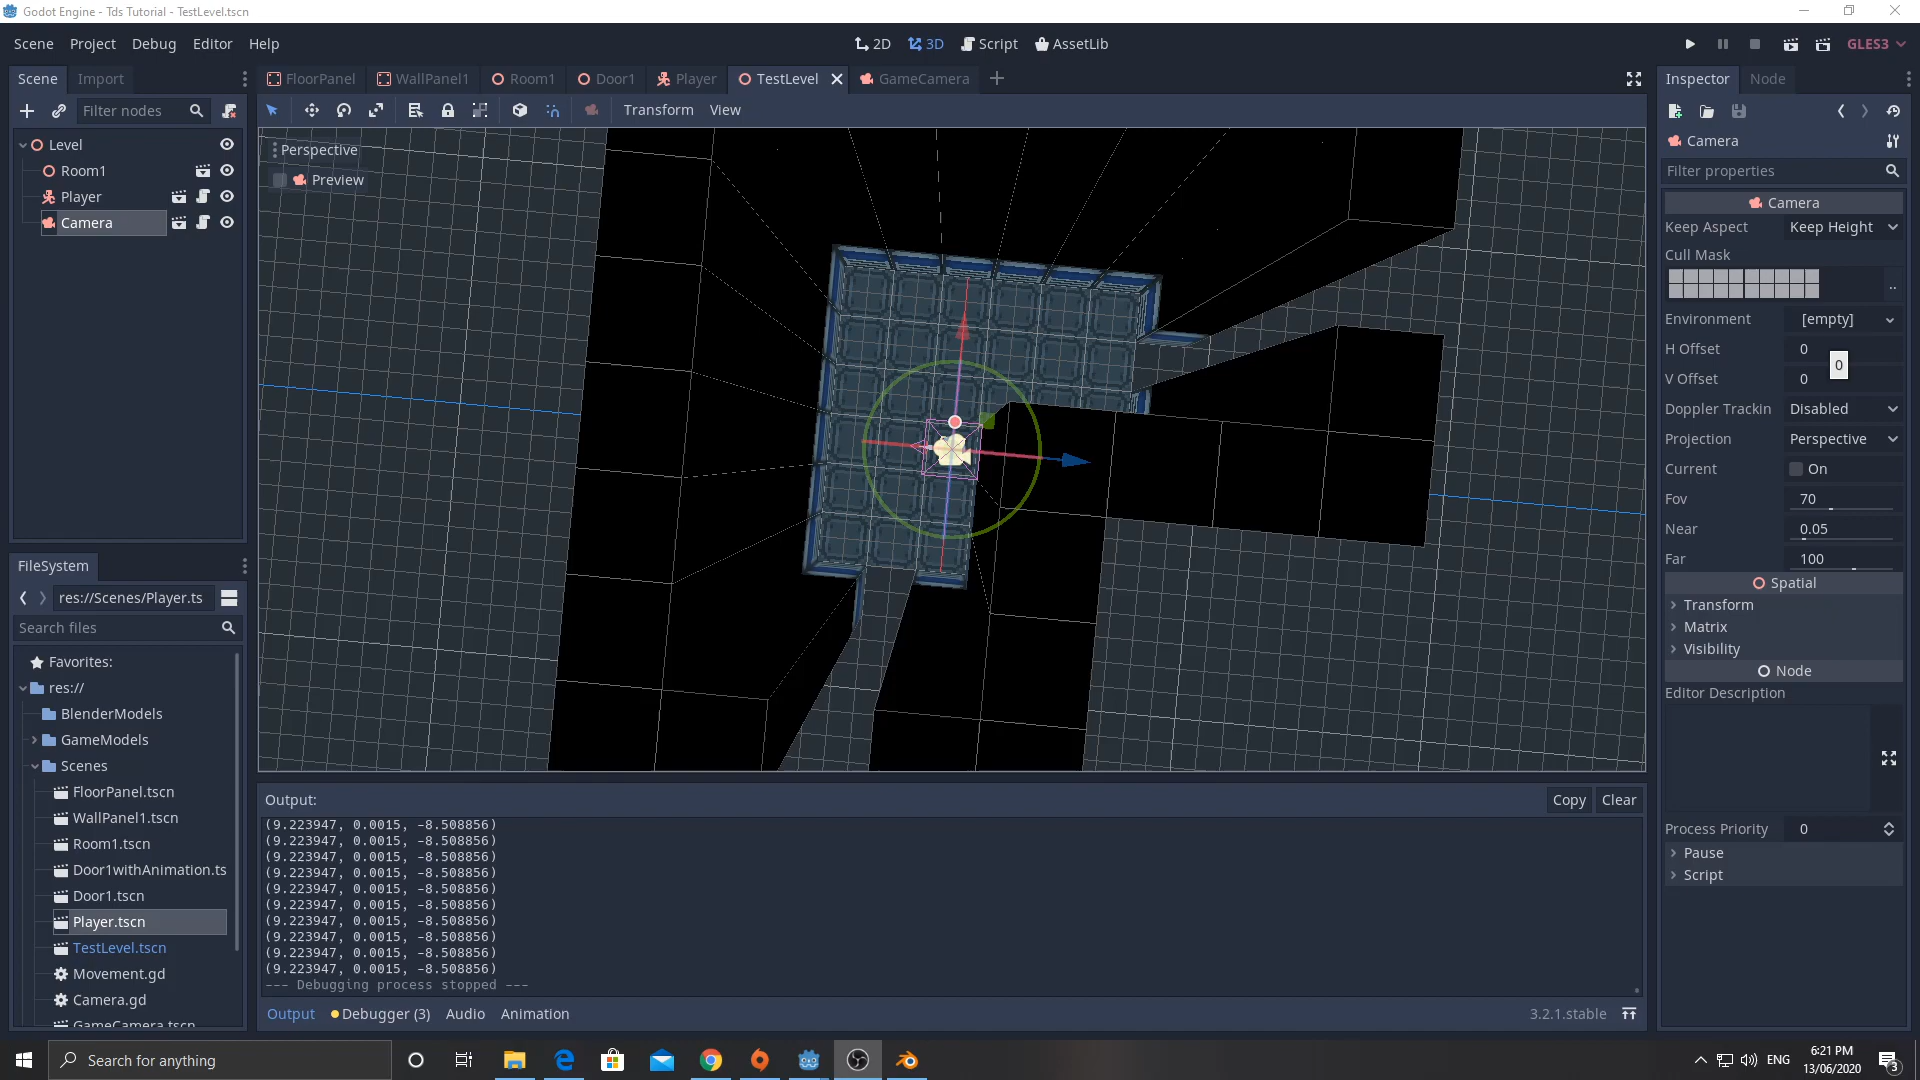 Godot Engine - Tds Tutorial - TestLevel.tscn
Scene Project Debug Editor Help
2D 3D Script AssetLib
GLES3
Scene Import
FloorPanel WallPanel1 Room1 Door1 Player TestLevel GameCamera
Inspector Node
Filter nodes
Transform View
Level
Room1
Player
Camera
Perspective
Preview
Camera
Filter properties
Camera
Keep Aspect Keep Height
Cull Mask
..
Environment [empty]
H Offset 0
0
V Offset 0
Doppler Trackin Disabled
Projection Perspective
Current On
Fov 70
Near 0.05
Far 100
Spatial
Transform
Matrix
Visibility
Node
Editor Description
Process Priority 0
Pause
Script
FileSystem
res://Scenes/Player.ts
Search files
Favorites:
res://
BlenderModels
GameModels
Scenes
FloorPanel.tscn
WallPanel1.tscn
Room1.tscn
Door1withAnimation.ts
Door1.tscn
Player.tscn
TestLevel.tscn
Movement.gd
Camera.gd
GameCamera.tscn
Output:
Copy Clear
(9.223947, 0.0015, -8.508856)
(9.223947, 0.0015, -8.508856)
(9.223947, 0.0015, -8.508856)
(9.223947, 0.0015, -8.508856)
(9.223947, 0.0015, -8.508856)
(9.223947, 0.0015, -8.508856)
(9.223947, 0.0015, -8.508856)
(9.223947, 0.0015, -8.508856)
(9.223947, 0.0015, -8.508856)
(9.223947, 0.0015, -8.508856)
--- Debugging process stopped ---
Output Debugger (3) Audio Animation
3.2.1.stable
Search for anything
ENG
6:21 PM
13/06/2020
3